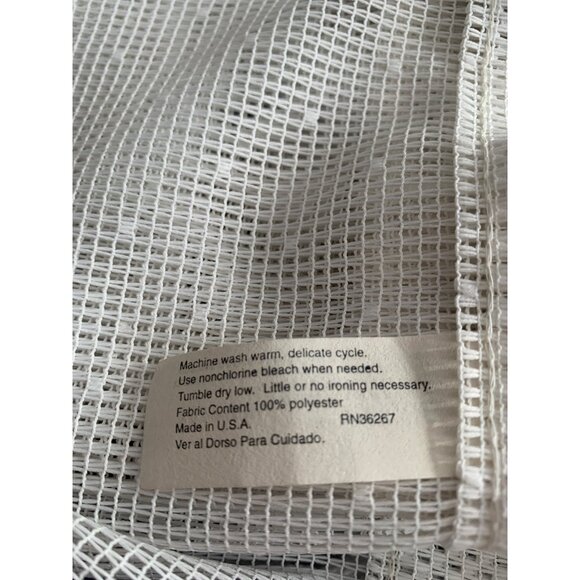 Machine wash warm, delicate cycle.
Use nonchlorine bleach when needed.
Tumble dry low. Little or no ironing necessary.
Fabric Content 100% polyester
Made in U.S.A. RN36267
Ver al Dorso Para Cuidado.